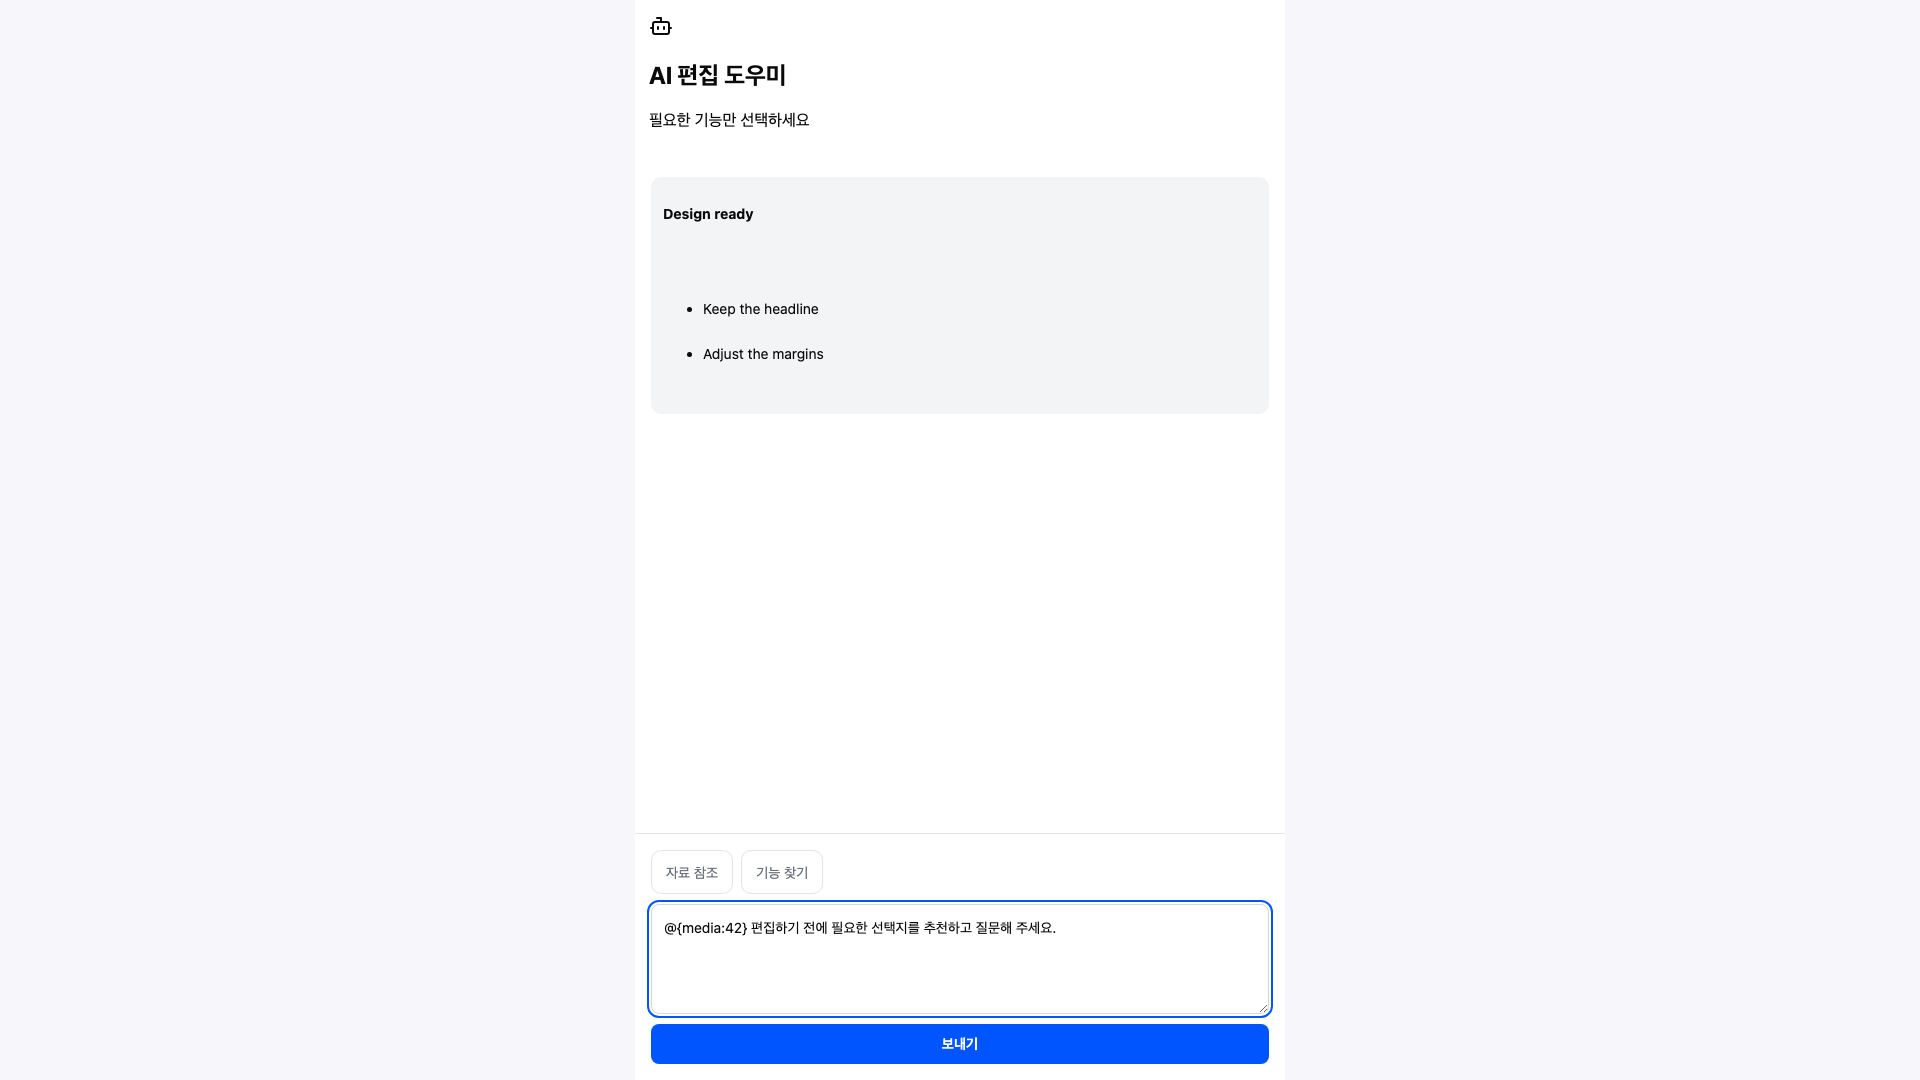 AI 편집 도우미
필요한 기능만 선택하세요
Design ready
• Keep the headline
• Adjust the margins
자료 참조
기능 찾기
@{media:42} 편집하기 전에 필요한 선택지를 추천하고 질문해 주세요.
보내기